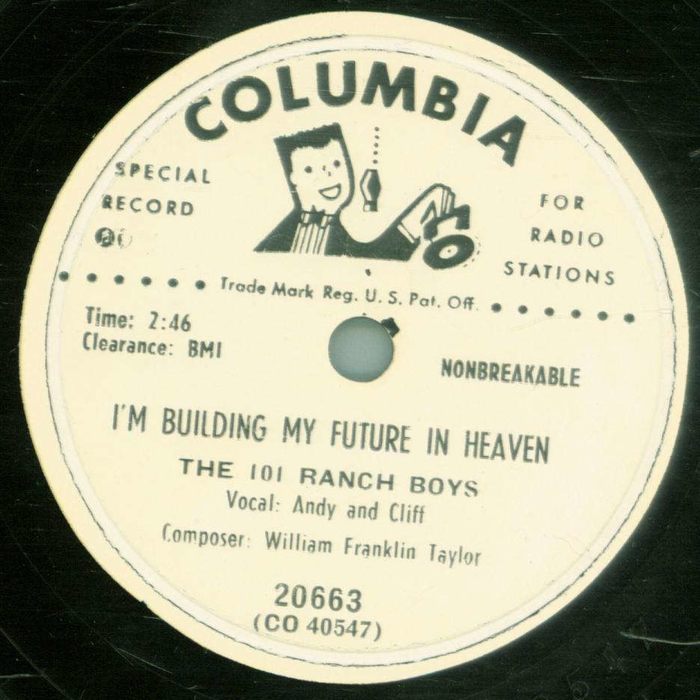 COLUMBIA
SPECIAL
RECORD
FOR
RADIO
STATIONS
Trade Mark Reg. U. S. Pat. Off.
Time: 2:46
Clearance: BMI
NONBREAKABLE
I'M BUILDING MY FUTURE IN HEAVEN
THE 101 RANCH BOYS
Vocal: Andy and Cliff
Composer: William Franklin Taylor
20663
(CO 40547)